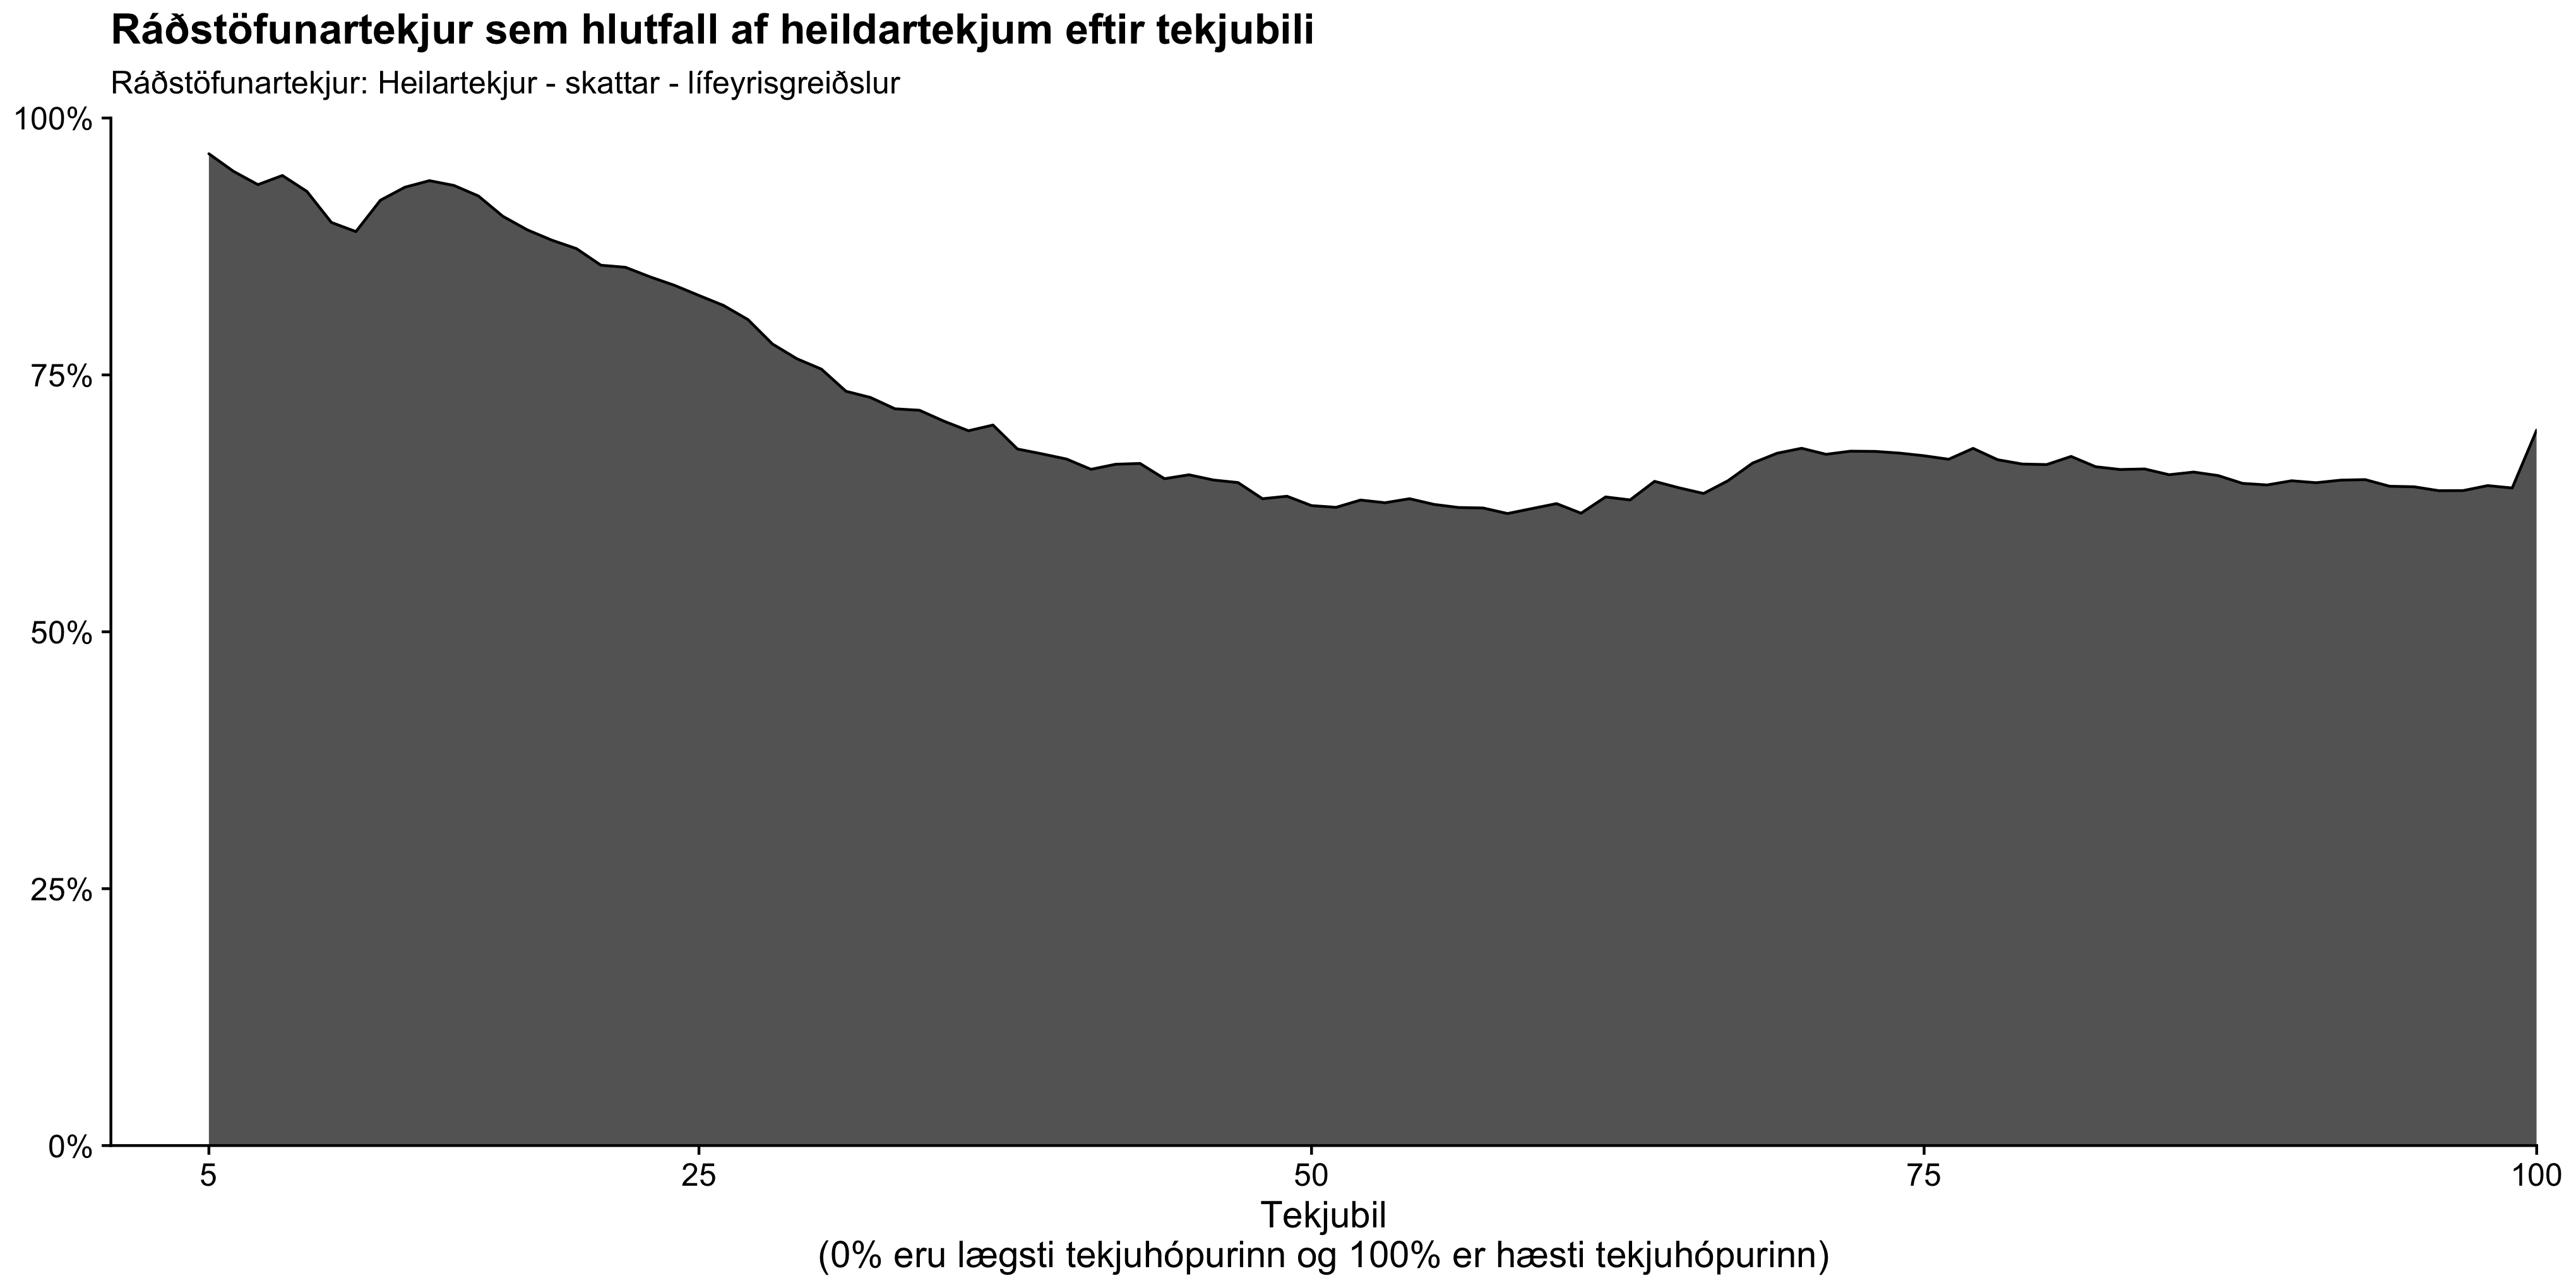 Ráðstöfunartekjur sem hlutfall af heildartekjum eftir tekjubili
Ráðstöfunartekjur: Heilartekjur - skattar - lífeyrisgreiðslur
100%
75%
50%
25%
0%
5 25 50 75 100
Tekjubil
(0% eru lægsti tekjuhópurinn og 100% er hæsti tekjuhópurinn)